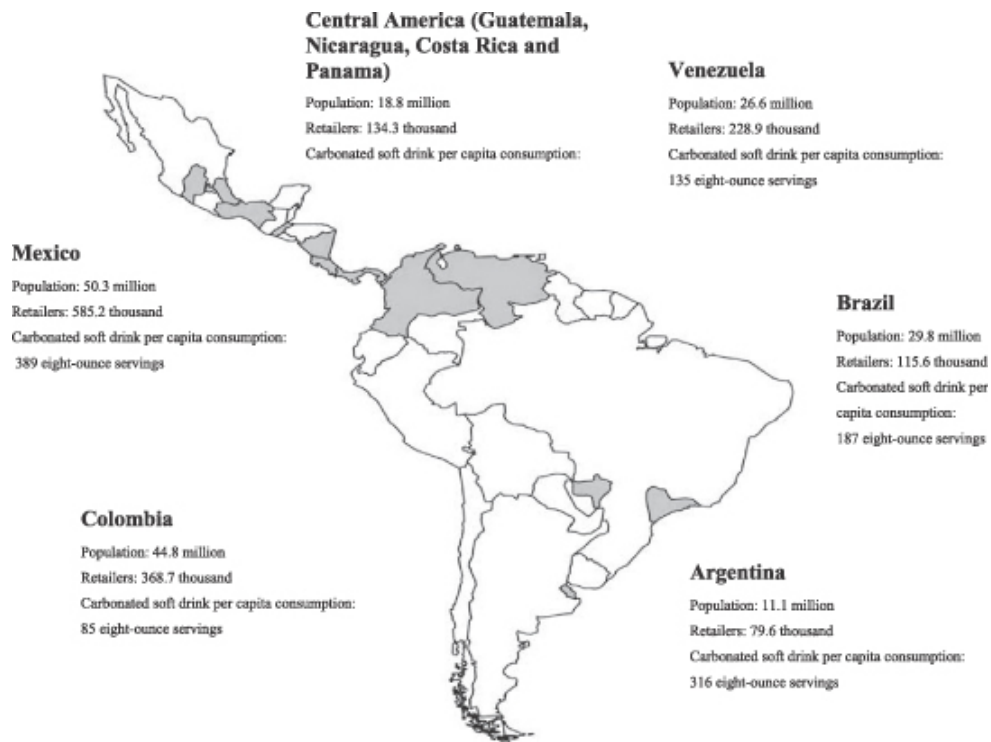 Central America (Guatemala,
Nicaragua, Costa Rica and
Panama)
Population: 18.8 million
Retailers: 134.3 thousand
Carbonated soft drink per capita consumption:
Venezuela
Population: 26.6 million
Retailers: 228.9 thousand
Carbonated soft drink per capita consumption:
135 eight-ounce servings
Mexico
Population: 50.3 million
Retailers: 585.2 thousand
Carbonated soft drink per capita consumption:
389 eight-ounce servings
Brazil
Population: 29.8 million
Retailers: 115.6 thousand
Carbonated soft drink per
capita consumption:
187 eight-ounce servings
Colombia
Population: 44.8 million
Retailers: 368.7 thousand
Carbonated soft drink per capita consumption:
85 eight-ounce servings
Argentina
Population: 11.1 million
Retailers: 79.6 thousand
Carbonated soft drink per capita consumption:
316 eight-ounce servings